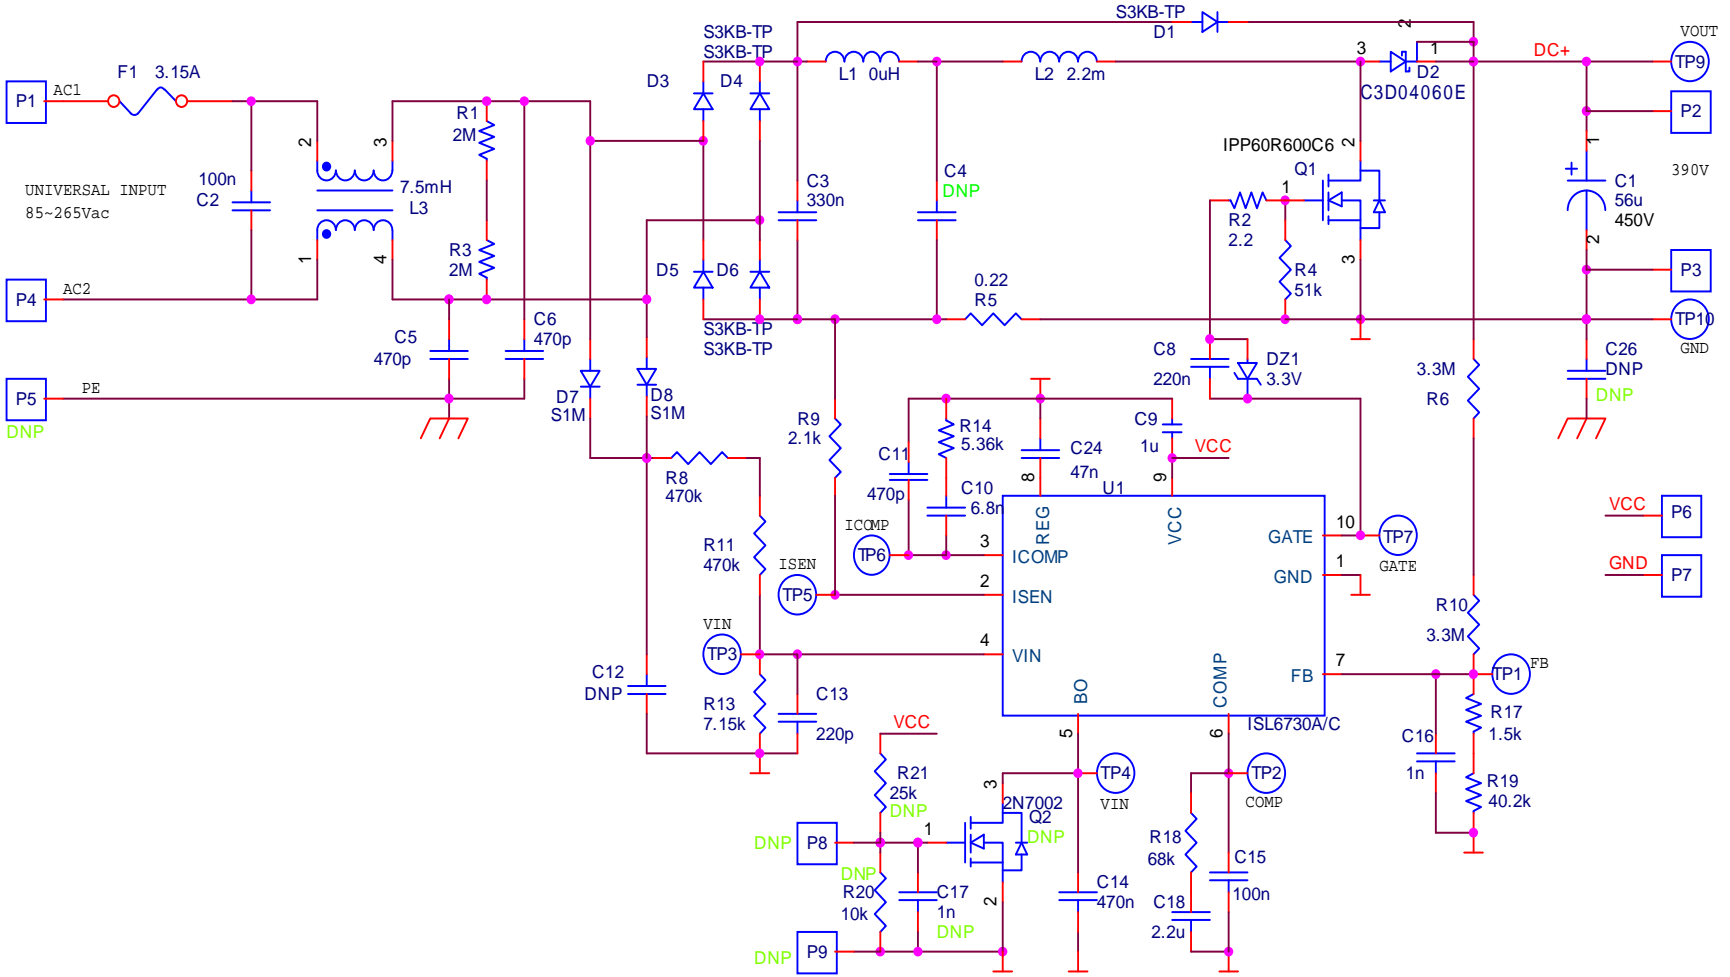 S3KB-TP
S3KB-TP
S3KB-TP
D1
2
VOUT
TP9
DC+
F1 3.15A
P1
AC1
D3
D4
L1 0uH
L2 2.2m
3
1
D2
C3D04060E
P2
R1
2M
2
3
1
390V
IPP60R600C6
2
Q1
1
UNIVERSAL INPUT
85~265Vac
100n
C2
7.5mH
L3
C3
330n
C4
DNP
C1
56u
450V
R2
2.2
2
R3
2M
1
4
D5
D6
3
R4
51k
P3
P4
AC2
0.22
R5
TP10
GND
S3KB-TP
S3KB-TP
C5
470p
C6
470p
C8
220n
DZ1
3.3V
C26
DNP
DNP
3.3M
R6
P5
PE
DNP
D7
S1M
D8
S1M
R9
2.1k
R14
5.36k
C9
1u
VCC
C11
470p
C24
47n
8
9
U1
R8
470k
C10
6.8n
VCC
P6
ICOMP
TP6
3
REG
VCC
ICOMP
GATE
10
TP7
GATE
R11
470k
ISEN
TP5
2
ISEN
GND
1
GND
P7
R10
3.3M
VIN
TP3
4
VIN
BO
COMP
FB
7
TP1
FB
C12
DNP
R13
7.15k
C13
220p
VCC
5
6
ISL6730A/C
R17
1.5k
C16
1n
R21
25k
DNP
3
TP4
VIN
TP2
COMP
R19
40.2k
2N7002
Q2
DNP
DNP
P8
1
R18
68k
C15
100n
DNP
R20
10k
C17
1n
DNP
2
C14
470n
C18
2.2u
DNP
P9